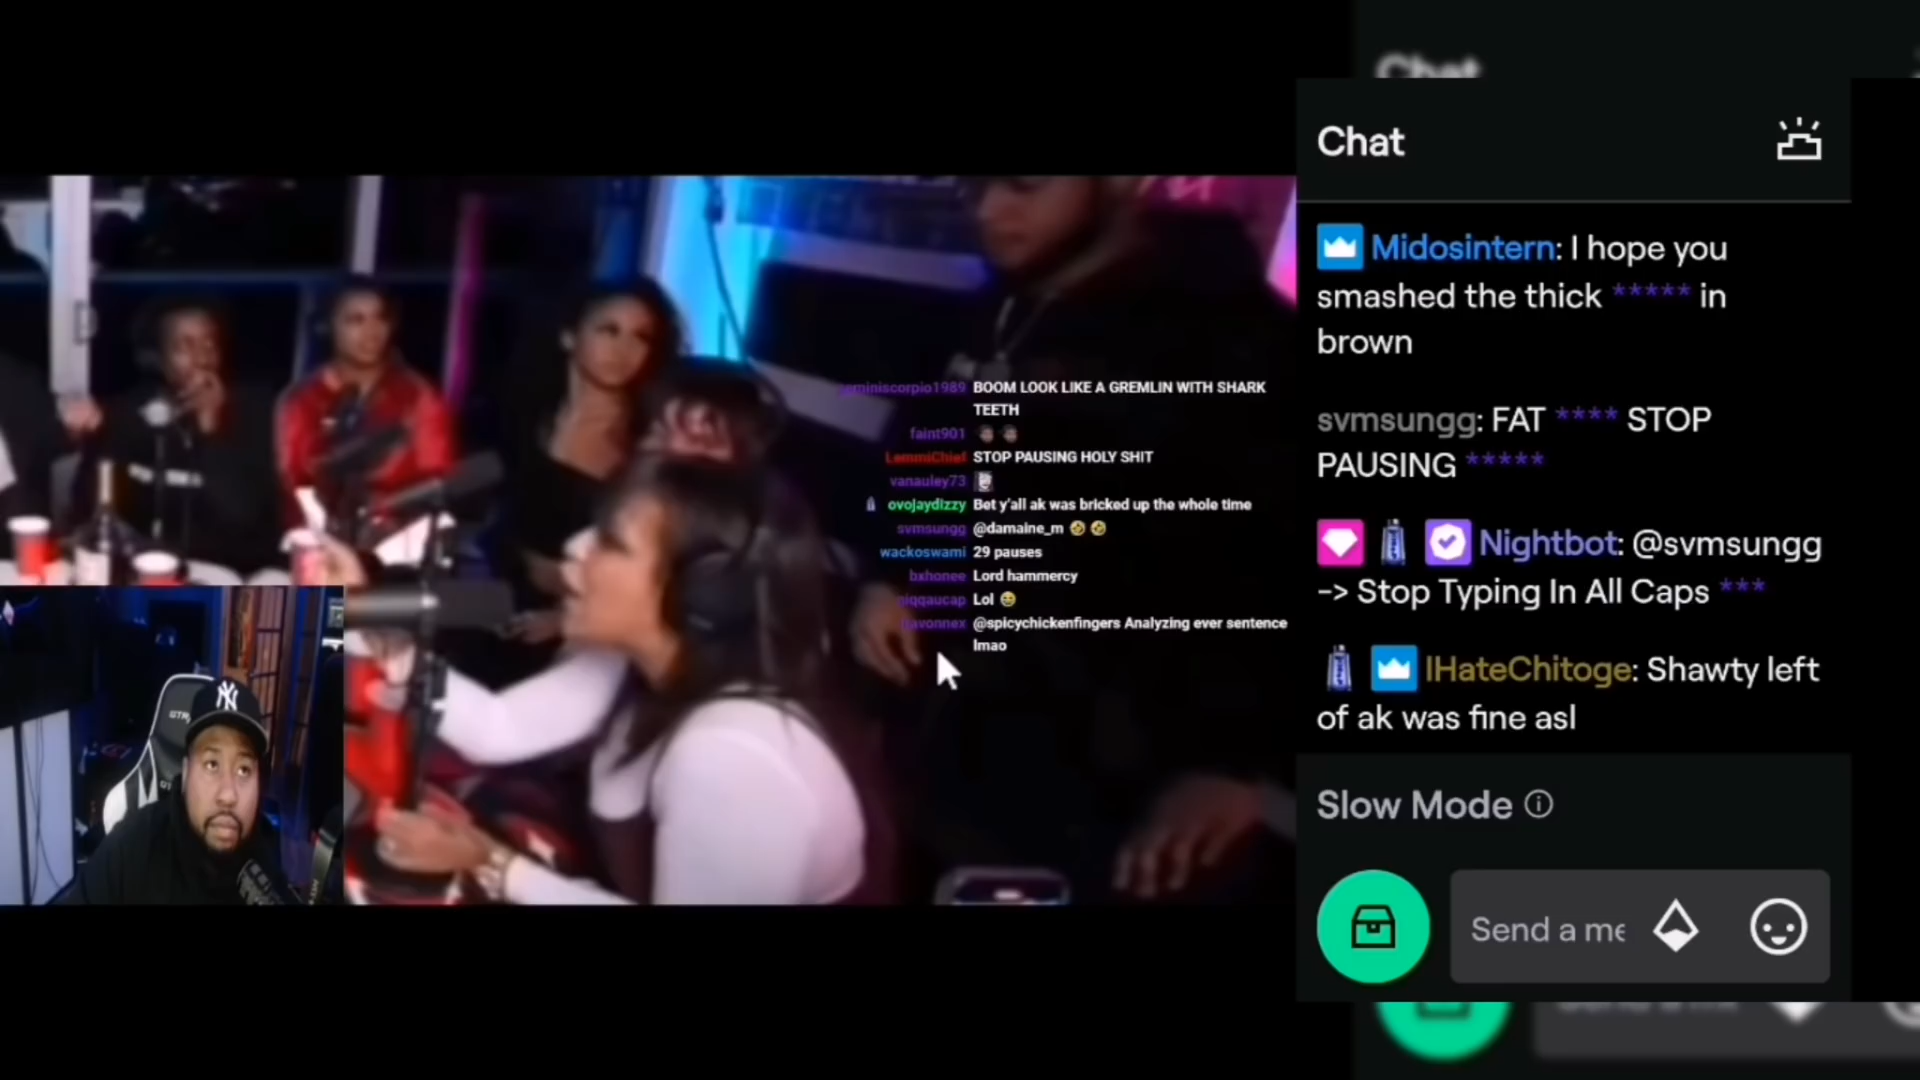 Chat
Chat
Midosintern: I hope you
smashed the thick ***** in
brown
svmsungg: FAT **** STOP
PAUSING *****
Nightbot: @svmsungg
-> Stop Typing In All Caps ***
IHateChitoge: Shawty left
of ak was fine asl
Slow Mode
Send a me
BOOM LOOK LIKE A GREMLIN WITH SHARK
TEETH
faint901
LemmiChief STOP PAUSING HOLY SHIT
vanauley73
ovojaydizzy Bet y'all ak was bricked up the whole time
svmsungg @damaine_m
wackoswami 29 pauses
bxhonee Lord hammercy
Lol
@spicychickenfingers Analyzing ever sentence
lmao
NY